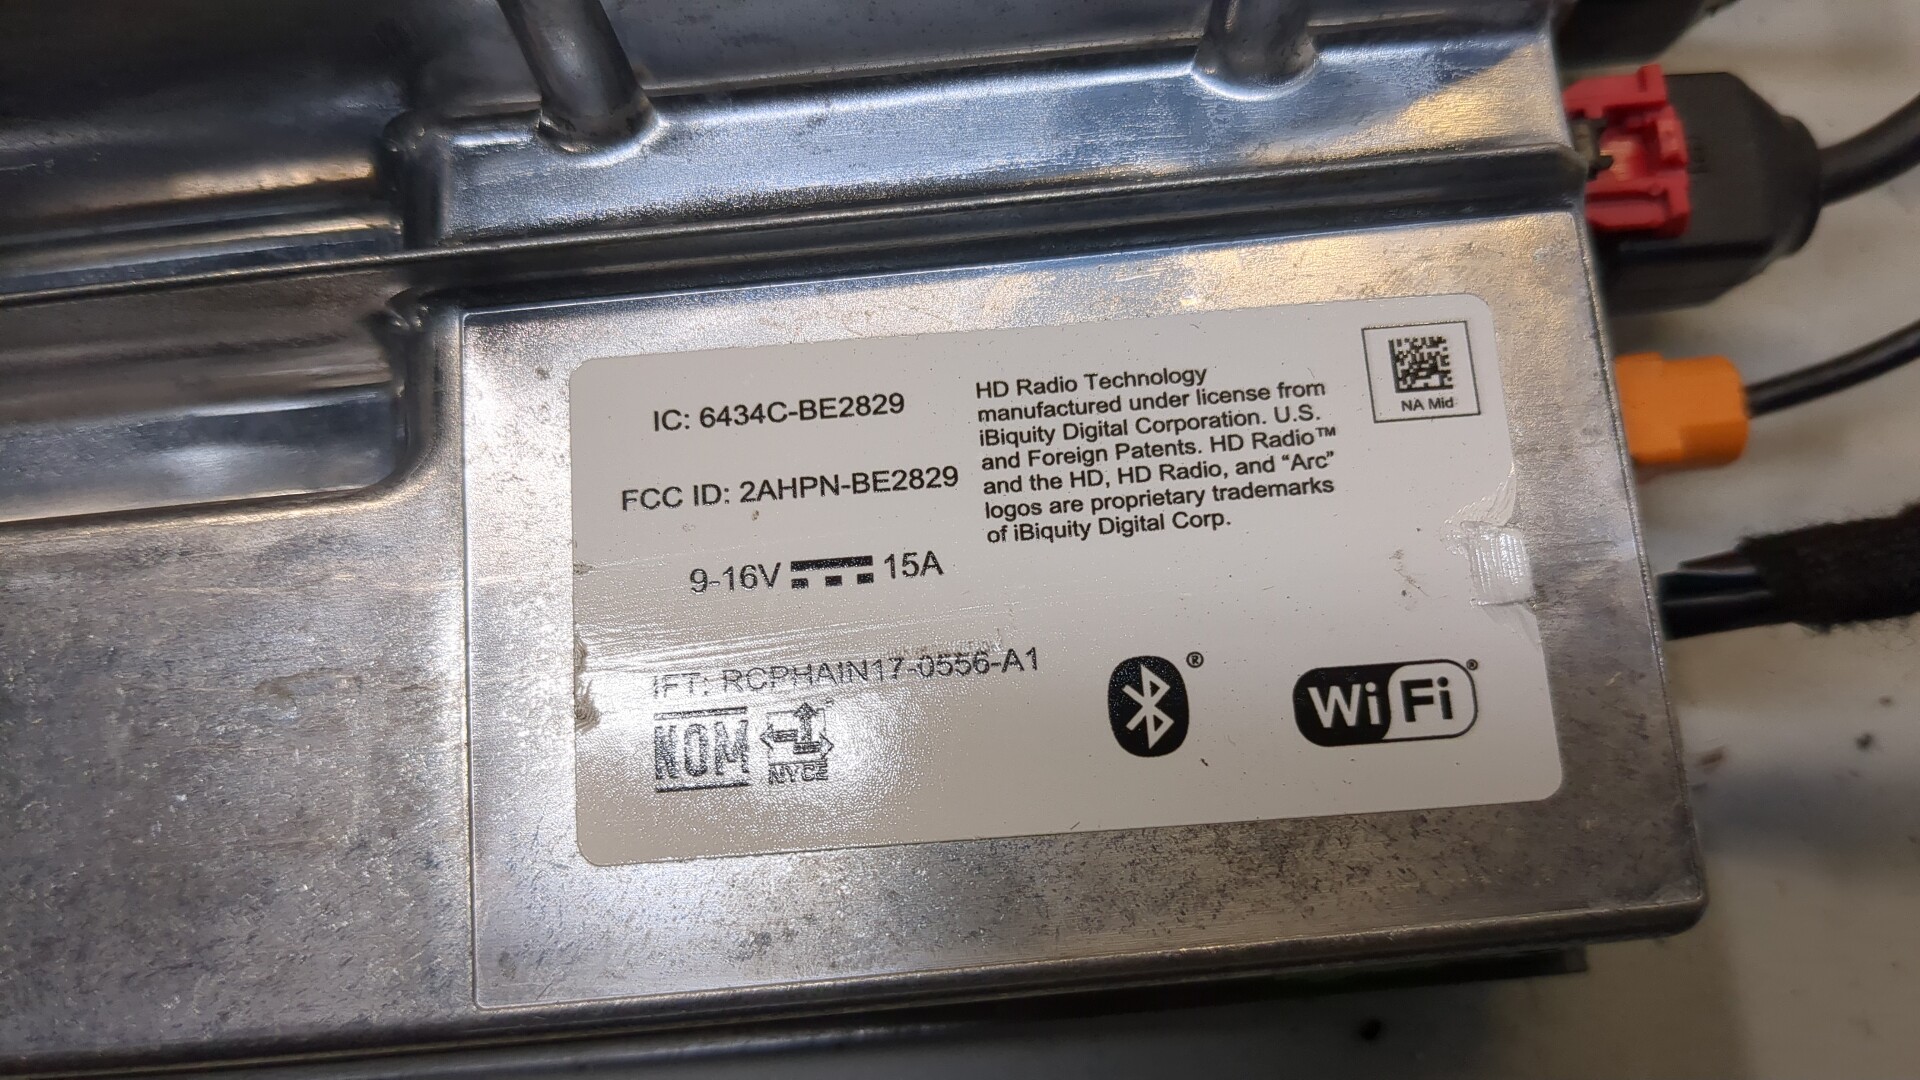 IC: 6434C-BE2829
FCC ID: 2AHPN-BE2829
9-16V 15A
IFT: RCPHAIN17-0556-A1
NOM
NYCE
HD Radio Technology
manufactured under license from
iBiquity Digital Corporation. U.S.
and Foreign Patents. HD Radio™
and the HD, HD Radio, and “Arc”
logos are proprietary trademarks
of iBiquity Digital Corp.
NA Mid
®
WiFi®